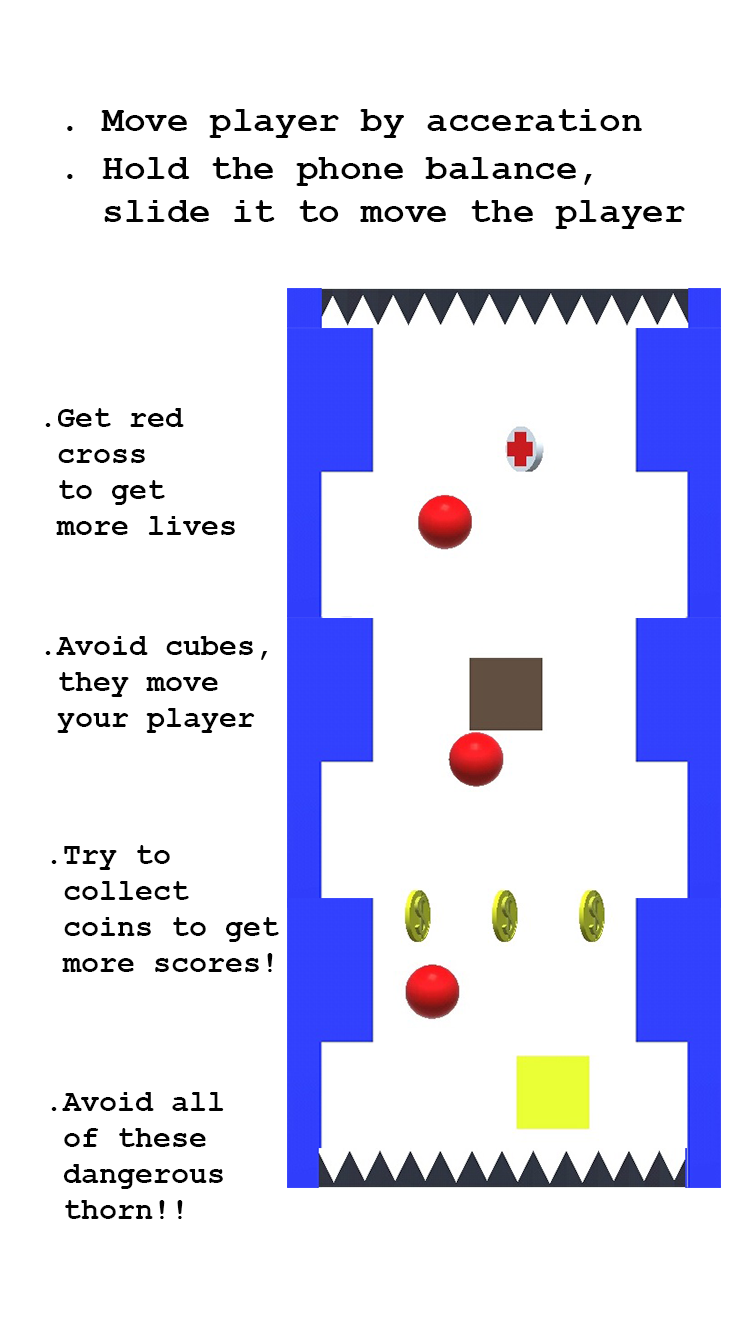 . Move player by acceration
. Hold the phone balance,
slide it to move the player
.Get red
cross
to get
more lives
.Avoid cubes,
they move
your player
.Try to
collect
coins to get
more scores!
.Avoid all
of these
dangerous
thorn!!